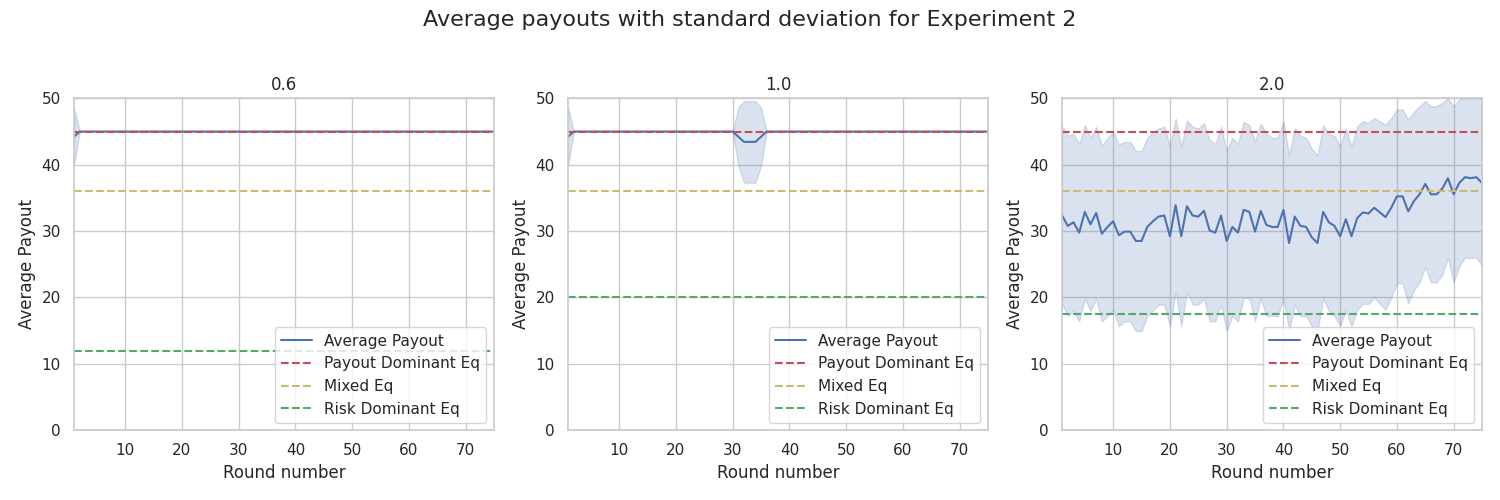 Average payouts with standard deviation for Experiment 2
0.6
50
40
30
20
10
0
Average Payout
10 20 30 40 50 60 70
Round number
Average Payout
Payout Dominant Eq
Mixed Eq
Risk Dominant Eq
1.0
50
40
30
20
10
0
Average Payout
10 20 30 40 50 60 70
Round number
Average Payout
Payout Dominant Eq
Mixed Eq
Risk Dominant Eq
2.0
50
40
30
20
10
0
Average Payout
10 20 30 40 50 60 70
Round number
Average Payout
Payout Dominant Eq
Mixed Eq
Risk Dominant Eq